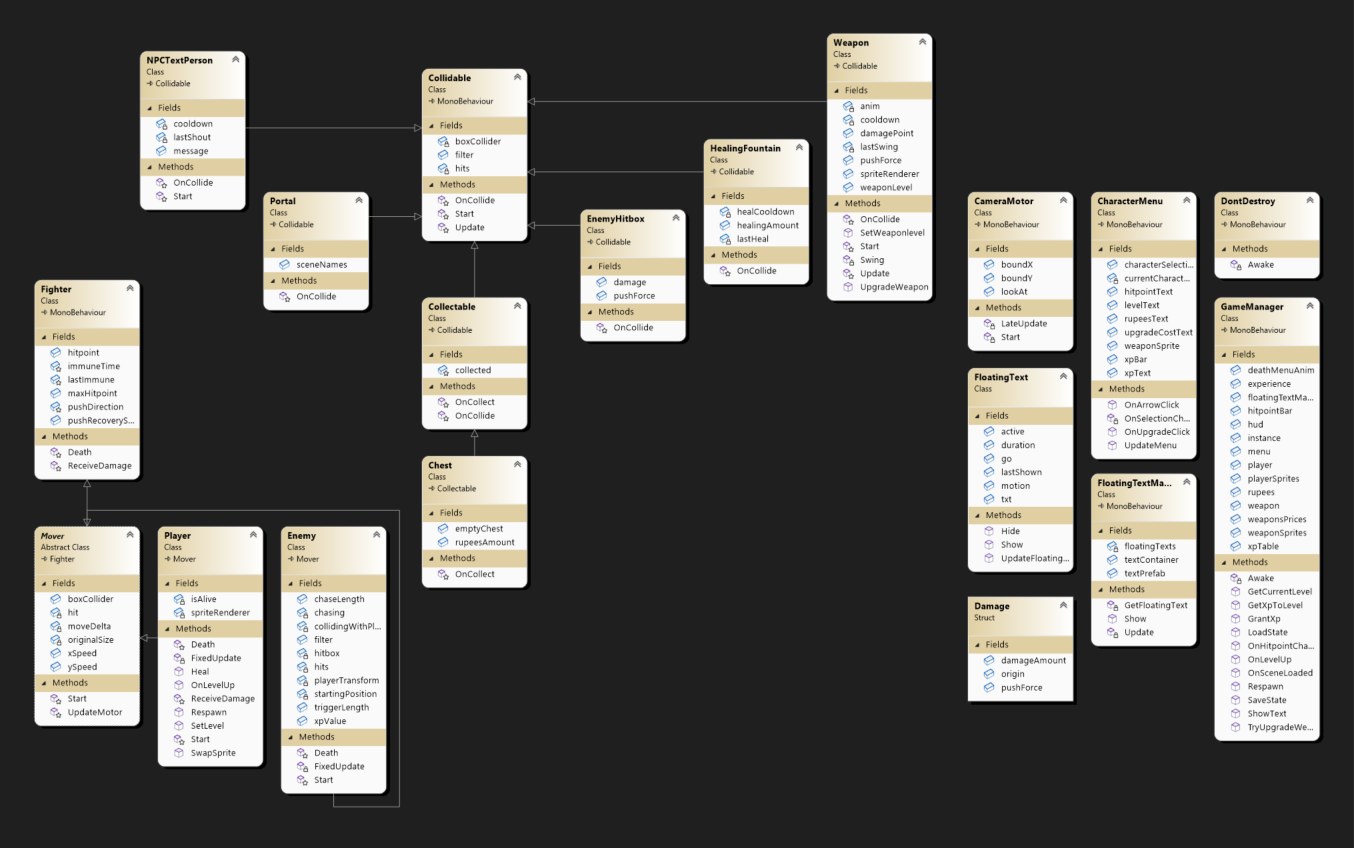 NPCTextPerson
Class
Collidable
Fields
cooldown
lastShout
message
Methods
OnCollide
Start
Portal
Class
Collidable
Fields
sceneNames
Methods
OnCollide
Collidable
Class
MonoBehaviour
Fields
boxCollider
filter
hits
Methods
OnCollide
Start
Update
Collectable
Class
Collidable
Fields
collected
Methods
OnCollect
OnCollide
Chest
Class
Collectable
Fields
emptyChest
rupeesAmount
Methods
OnCollect
EnemyHitbox
Class
Collidable
Fields
damage
pushForce
Methods
OnCollide
HealingFountain
Class
Collidable
Fields
healCooldown
healingAmount
lastHeal
Methods
OnCollide
Weapon
Class
Collidable
Fields
anim
cooldown
damagePoint
lastSwing
pushForce
spriteRenderer
weaponLevel
Methods
OnCollide
SetWeaponlevel
Start
Swing
Update
UpgradeWeapon
Fighter
Class
MonoBehaviour
Fields
hitpoint
immuneTime
lastImmune
maxHitpoint
pushDirection
pushRecoveryS...
Methods
Death
ReceiveDamage
Mover
Abstract Class
Fighter
Fields
boxCollider
hit
moveDelta
originalSize
xSpeed
ySpeed
Methods
Start
UpdateMotor
Player
Class
Mover
Fields
isAlive
spriteRenderer
Methods
Death
FixedUpdate
Heal
OnLevelUp
ReceiveDamage
Respawn
SetLevel
Start
SwapSprite
Enemy
Class
Mover
Fields
chaseLength
chasing
collidingWithPl...
filter
hitbox
hits
playerTransform
startingPosition
triggerLength
xpValue
Methods
Death
FixedUpdate
Start
CameraMotor
Class
MonoBehaviour
Fields
boundX
boundY
lookAt
Methods
LateUpdate
Start
FloatingText
Class
Fields
active
duration
go
lastShown
motion
txt
Methods
Hide
Show
UpdateFloating...
Damage
Struct
Fields
damageAmount
origin
pushForce
CharacterMenu
Class
MonoBehaviour
Fields
characterSelecti...
currentCharact...
hitpointText
levelText
rupeesText
upgradeCostText
weaponSprite
xpBar
xpText
Methods
OnArrowClick
OnSelectionCh...
OnUpgradeClick
UpdateMenu
FloatingTextMa...
Class
MonoBehaviour
Fields
floatingTexts
textContainer
textPrefab
Methods
GetFloatingText
Show
Update
DontDestroy
Class
MonoBehaviour
Methods
Awake
GameManager
Class
MonoBehaviour
Fields
deathMenuAnim
experience
floatingTextMa...
hitpointBar
hud
instance
menu
player
playerSprites
rupees
weapon
weaponsPrices
weaponSprites
xpTable
Methods
Awake
GetCurrentLevel
GetXpToLevel
GrantXp
LoadState
OnHitpointCha...
OnLevelUp
OnSceneLoaded
Respawn
SaveState
ShowText
TryUpgradeWe...